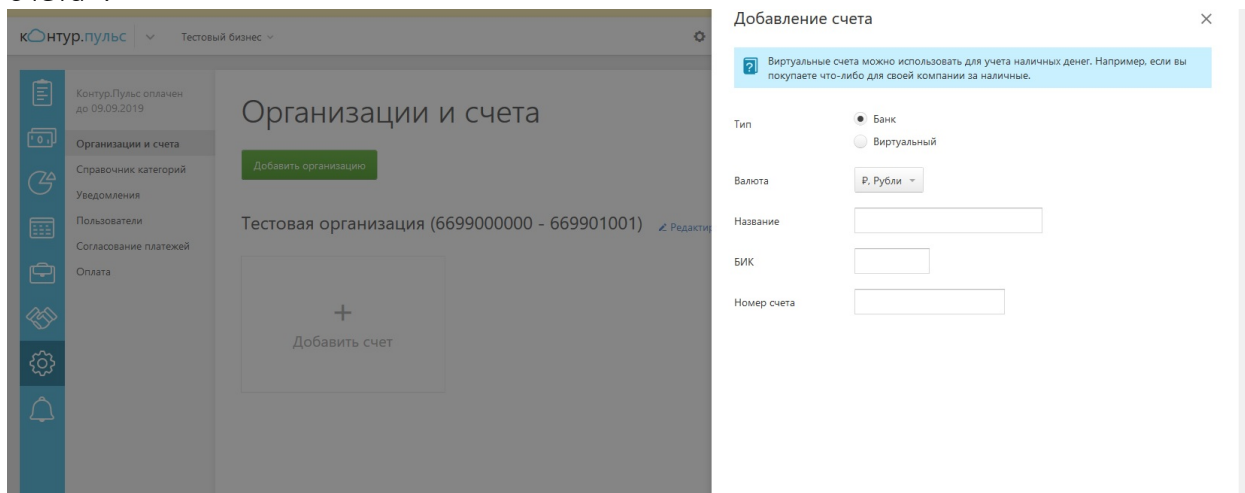 контур.пульс
Тестовый бизнес
Контур.Пульс оплачен
до 09.09.2019
Организации и счета
Справочник категорий
Уведомления
Пользователи
Согласование платежей
Оплата
Организации и счета
Добавить организацию
Тестовая организация (6699000000 - 669901001)
Редактир
+
Добавить счет
Добавление счета
Виртуальные счета можно использовать для учета наличных денег. Например, если вы
покупаете что-либо для своей компании за наличные.
Тип
Банк
Виртуальный
Валюта
₽, Рубли
Название
БИК
Номер счета